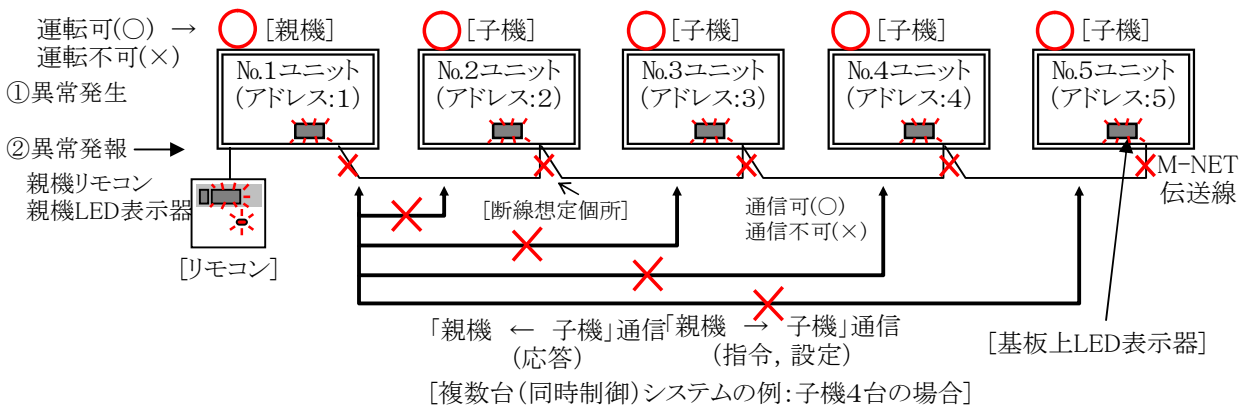 運転可(○) →
運転不可(×)
[親機]
[子機]
[子機]
[子機]
[子機]
№1ユニット
(アドレス:1)
№2ユニット
(アドレス:2)
№3ユニット
(アドレス:3)
№4ユニット
(アドレス:4)
№5ユニット
(アドレス:5)
①異常発生
②異常発報
親機リモコン
親機LED表示器
[リモコン]
[断線想定個所]
通信可(○)
通信不可(×)
M-NET
伝送線
「親機 ← 子機」通信
(応答)
「親機 → 子機」通信
(指令, 設定)
[基板上LED表示器]
[複数台(同時制御)システムの例:子機4台の場合]